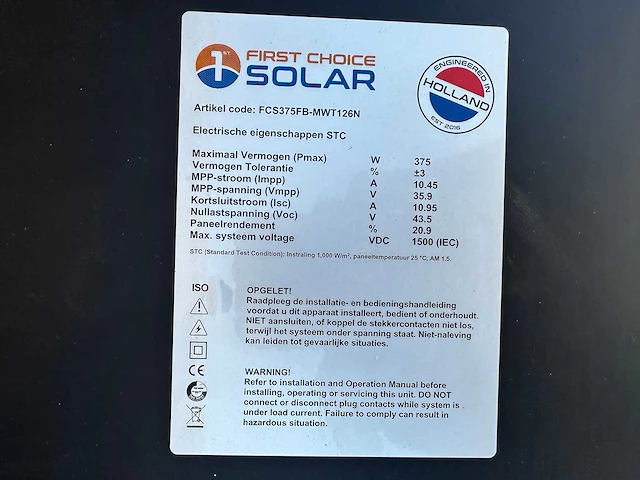 1ST FIRST CHOICE
SOLAR
ENGINEERED IN
HOLLAND
EST 2016
Artikel code: FCS375FB-MWT126N
Electrische eigenschappen STC
Maximaal Vermogen (Pmax) W 375
Vermogen Tolerantie % ±3
MPP-stroom (Impp) A 10.45
MPP-spanning (Vmpp) V 35.9
Kortsluitstroom (Isc) A 10.95
Nullastspanning (Voc) V 43.5
Paneelrendement % 20.9
Max. systeem voltage VDC 1500 (IEC)
STC (Standard Test Condition): Instraling 1,000 W/m², paneeltemperatuur 25 °C; AM 1.5.
ISO
OPGELET!
Raadpleeg de installatie- en bedieningshandleiding
voordat u dit apparaat installeert, bedient of onderhoudt.
NIET aansluiten, of koppel de stekkercontacten niet los,
terwijl het systeem onder spanning staat. Niet-naleving
kan leiden tot gevaarlijke situaties.
CE
WARNING!
Refer to installation and Operation Manual before
installing, operating or servicing this unit. DO NOT
connect or disconnect plug contacts while system is
under load current. Failure to comply can result in
hazardous situation.